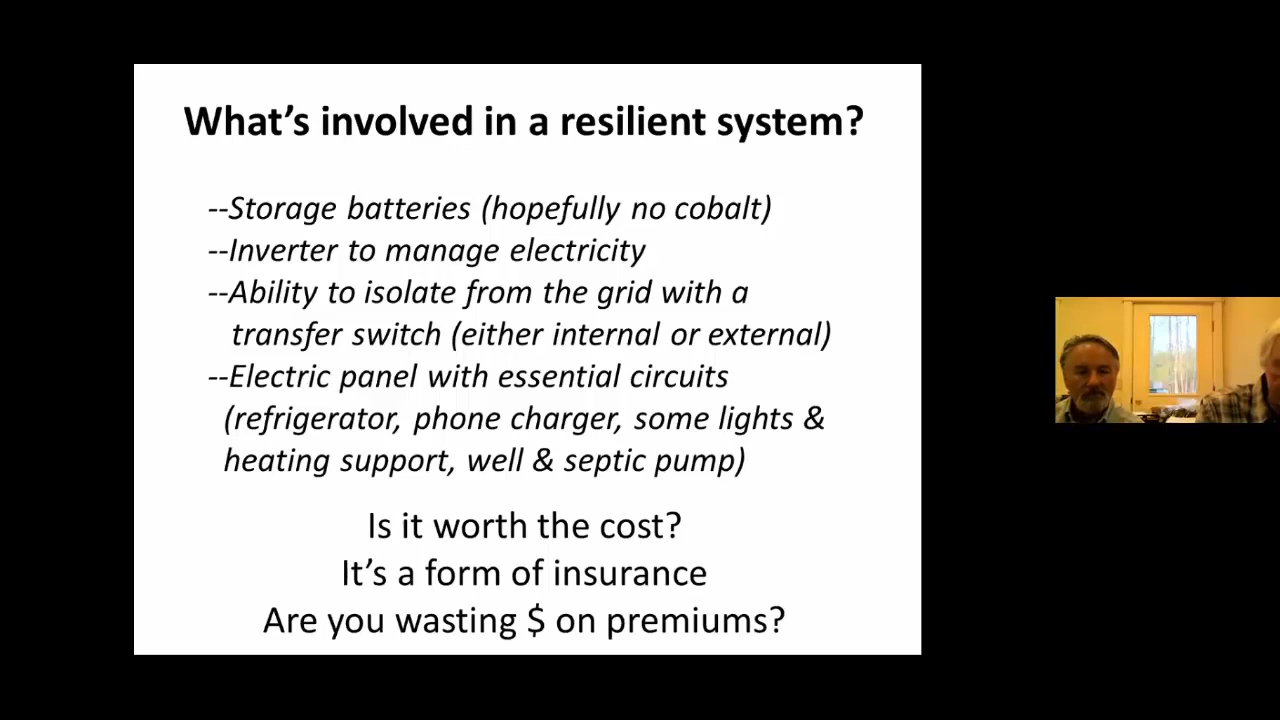 What’s involved in a resilient system?
--Storage batteries (hopefully no cobalt)
--Inverter to manage electricity
--Ability to isolate from the grid with a
transfer switch (either internal or external)
--Electric panel with essential circuits
(refrigerator, phone charger, some lights &
heating support, well & septic pump)
Is it worth the cost?
It’s a form of insurance
Are you wasting $ on premiums?